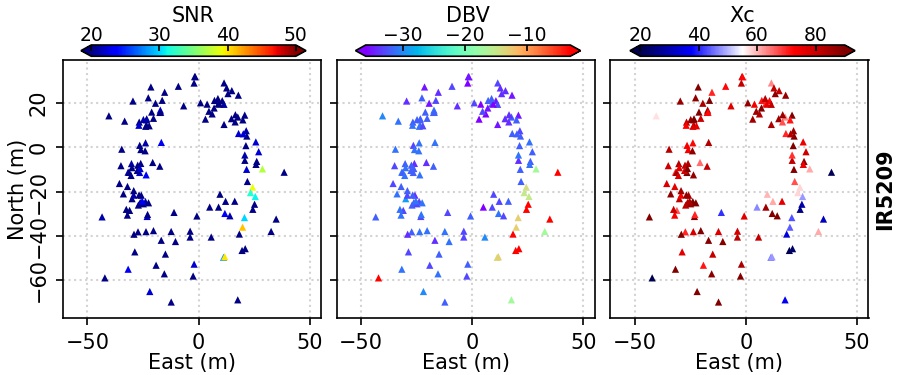 SNR DBV Xc
20 30 40 50 −30 −20 −10 20 40 60 80
North (m)
20
0
−20
−40
−60
IR5209
−50 0 50 −50 0 50 −50 0 50
East (m) East (m) East (m)